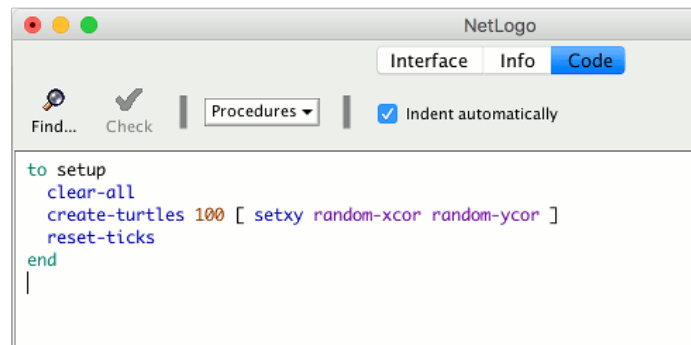 NetLogo
Interface Info Code
Find... Check Procedures Indent automatically
to setup
  clear-all
  create-turtles 100 [ setxy random-xcor random-ycor ]
  reset-ticks
end